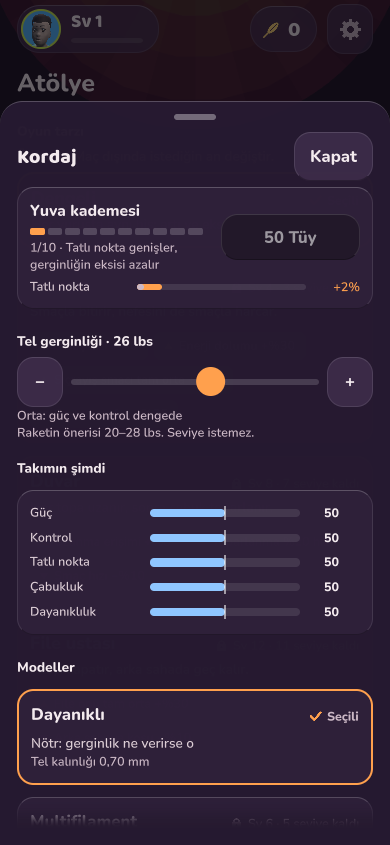 Sv 1
0
Atölye
Kordaj
Kapat
Yuva kademesi
1/10 · Tatlı nokta genişler,
gerginliğin eksisi azalır
50 Tüy
Tatlı nokta
+2%
Tel gerginliği · 26 lbs
−
+
Orta: güç ve kontrol dengede
Raketin önerisi 20–28 lbs. Seviye istemez.
Takımın şimdi
Güç 50
Kontrol 50
Tatlı nokta 50
Çabukluk 50
Dayanıklılık 50
Modeller
Dayanıklı
Seçili
Nötr: gerginlik ne verirse o
Tel kalınlığı 0,70 mm
Multifilament